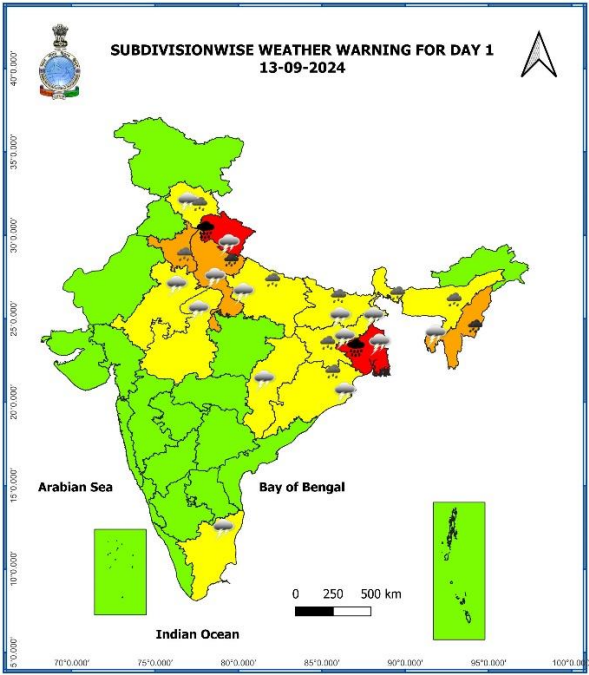 SUBDIVISIONWISE WEATHER WARNING FOR DAY 1
13-09-2024
40°0.000'
35°0.000'
30°0.000'
25°0.000'
20°0.000'
15°0.000'
10°0.000'
5°0.000'
Arabian Sea
Bay of Bengal
0 250 500 km
Indian Ocean
70°0.000' 75°0.000' 80°0.000' 85°0.000' 90°0.000' 95°0.000' 100°0.000'